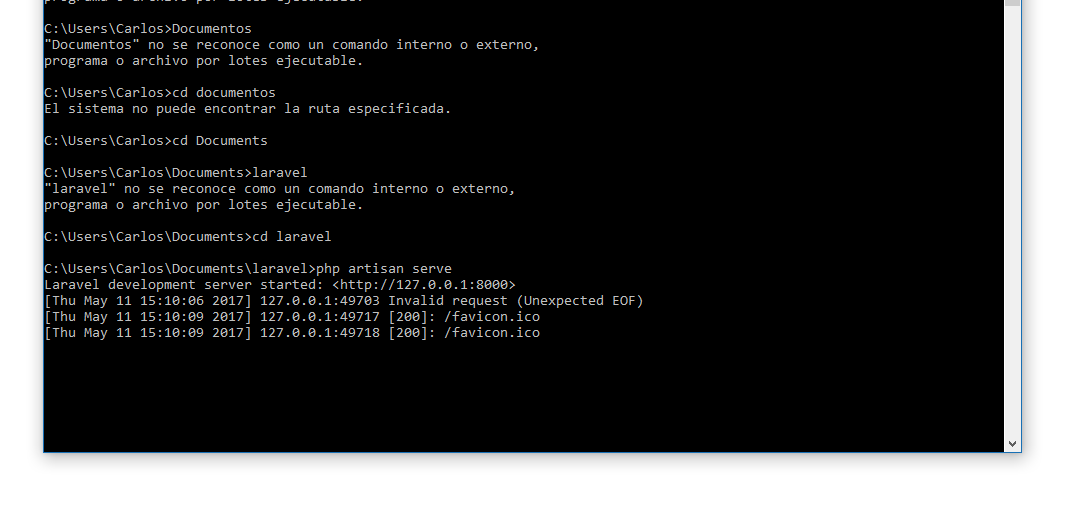 programa o archivo por lotes ejecutable.
C:\Users\Carlos>Documentos
"Documentos" no se reconoce como un comando interno o externo,
programa o archivo por lotes ejecutable.
C:\Users\Carlos>cd documentos
El sistema no puede encontrar la ruta especificada.
C:\Users\Carlos>cd Documents
C:\Users\Carlos\Documents>laravel
"laravel" no se reconoce como un comando interno o externo,
programa o archivo por lotes ejecutable.
C:\Users\Carlos\Documents>cd laravel
C:\Users\Carlos\Documents\laravel>php artisan serve
Laravel development server started: <http://127.0.0.1:8000>
[Thu May 11 15:10:06 2017] 127.0.0.1:49703 Invalid request (Unexpected EOF)
[Thu May 11 15:10:09 2017] 127.0.0.1:49717 [200]: /favicon.ico
[Thu May 11 15:10:09 2017] 127.0.0.1:49718 [200]: /favicon.ico